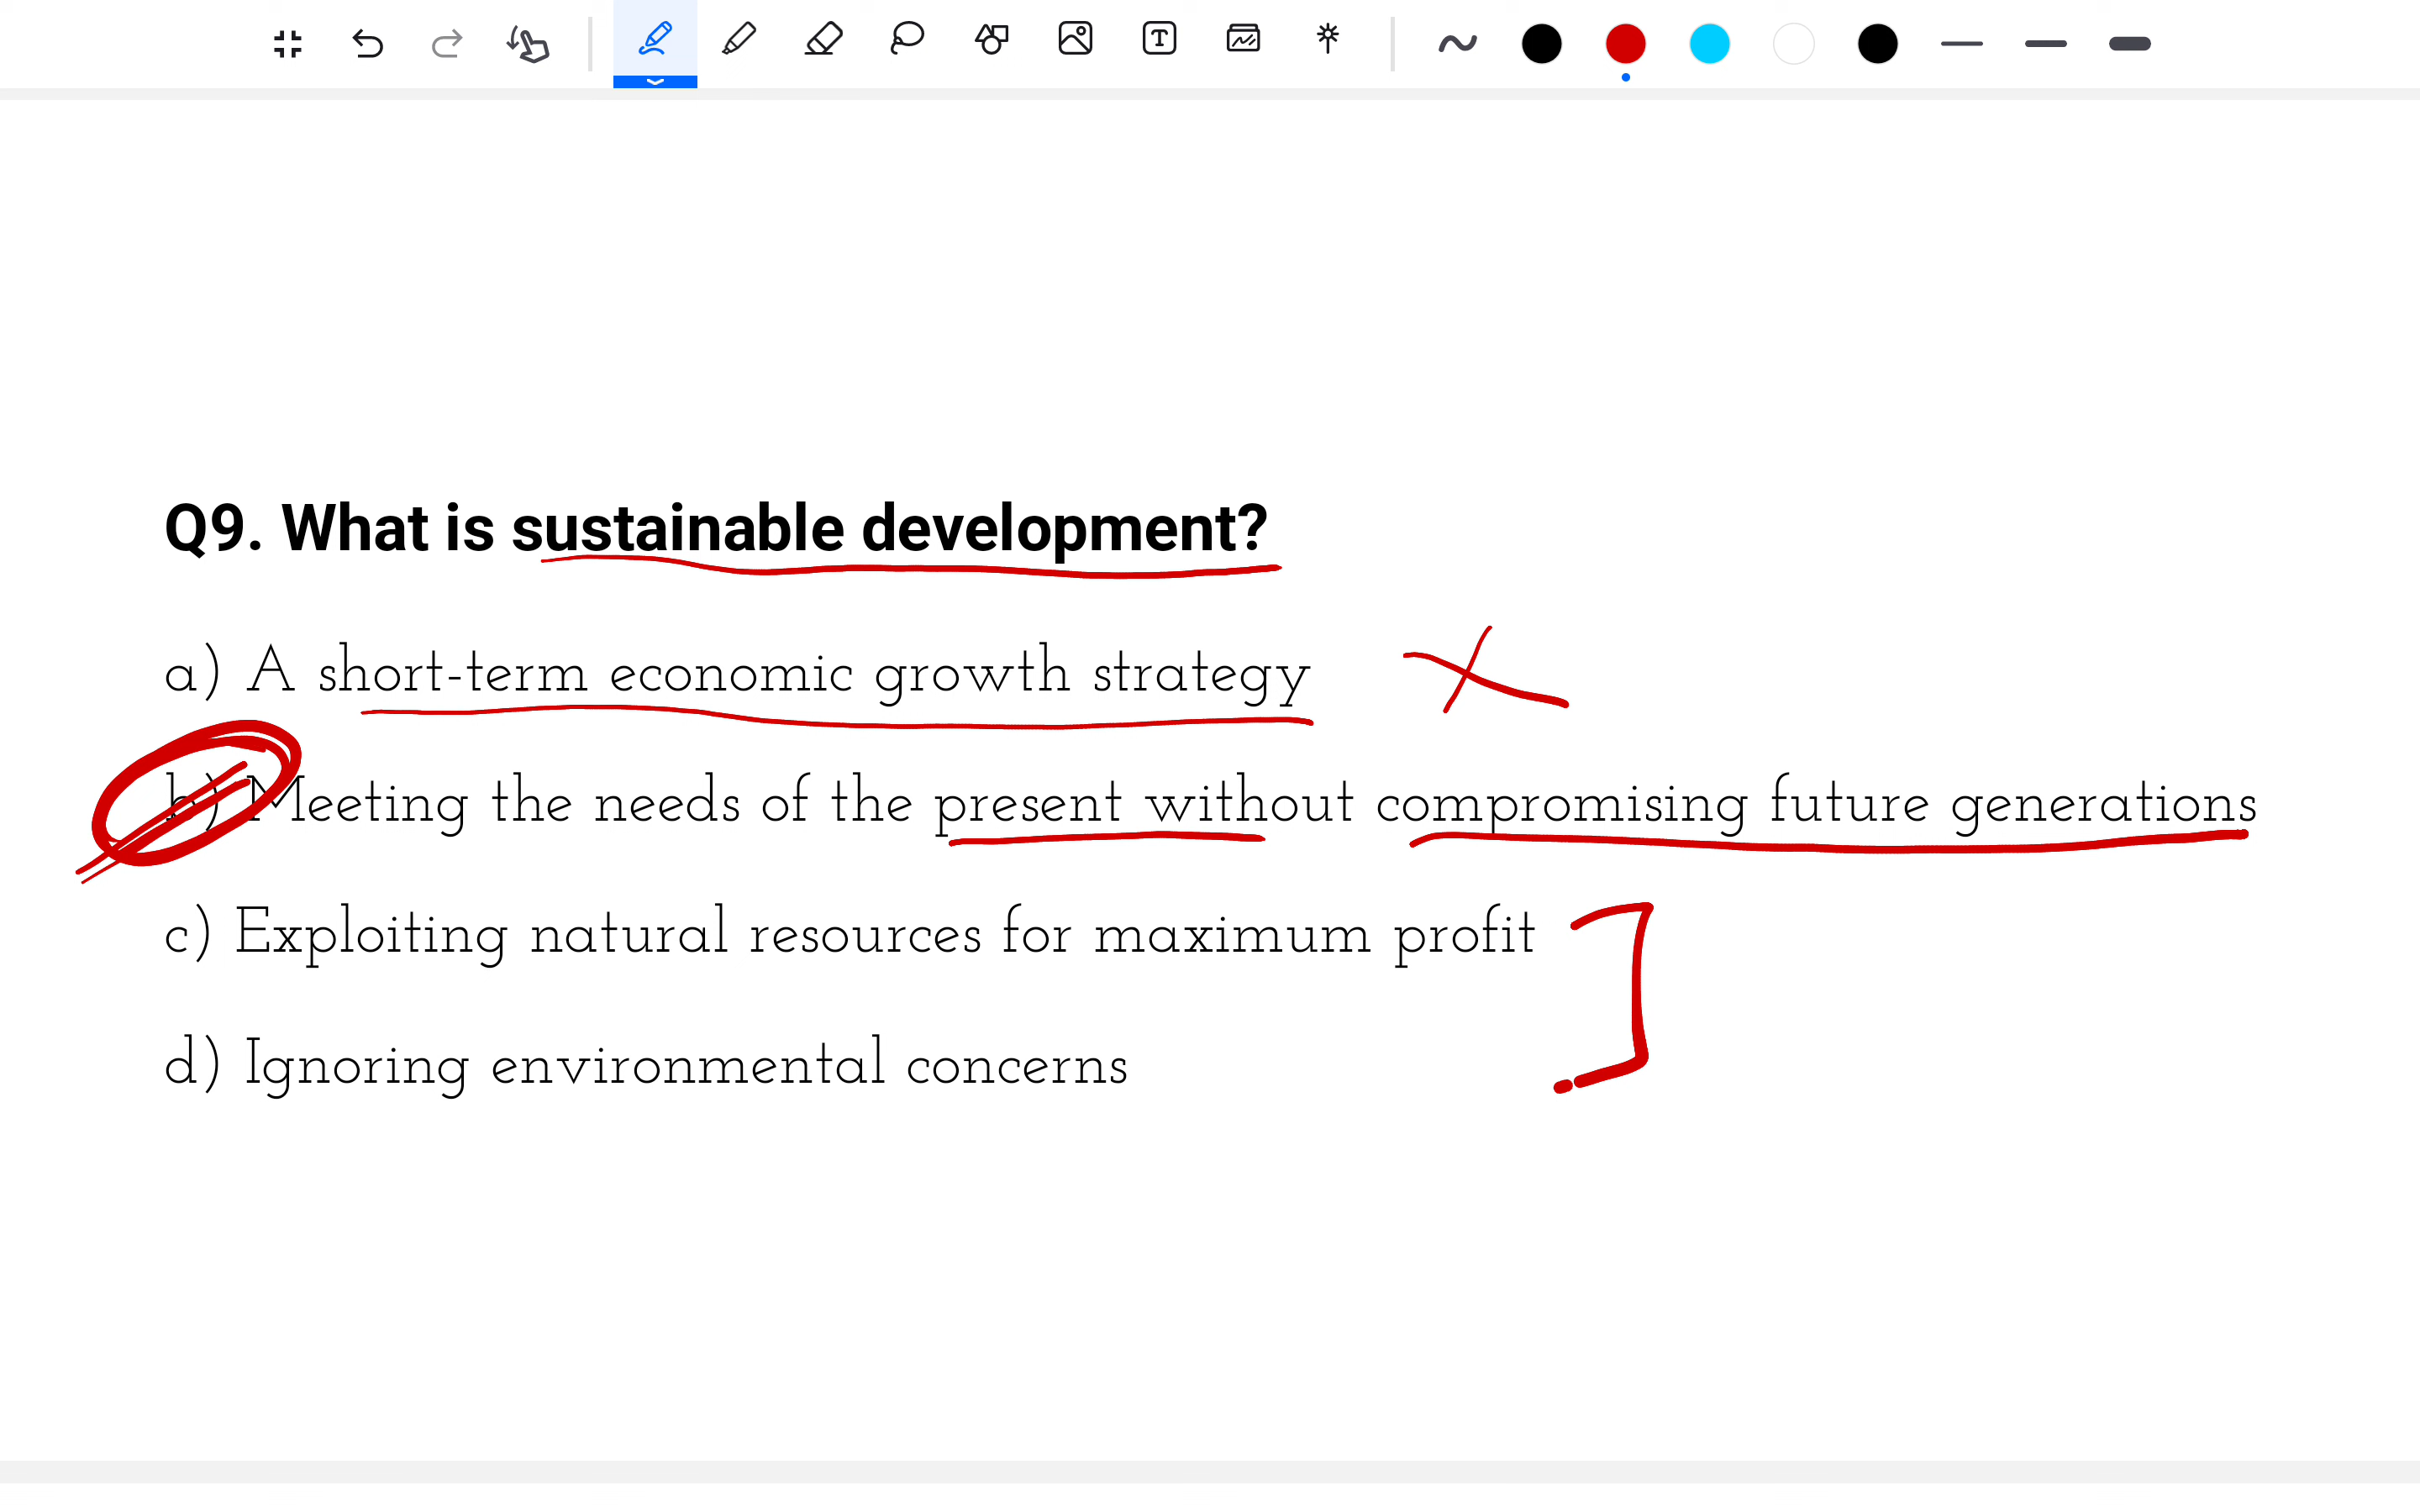 Q9. What is sustainable development?
a) A short-term economic growth strategy
b) Meeting the needs of the present without compromising future generations
c) Exploiting natural resources for maximum profit
d) Ignoring environmental concerns